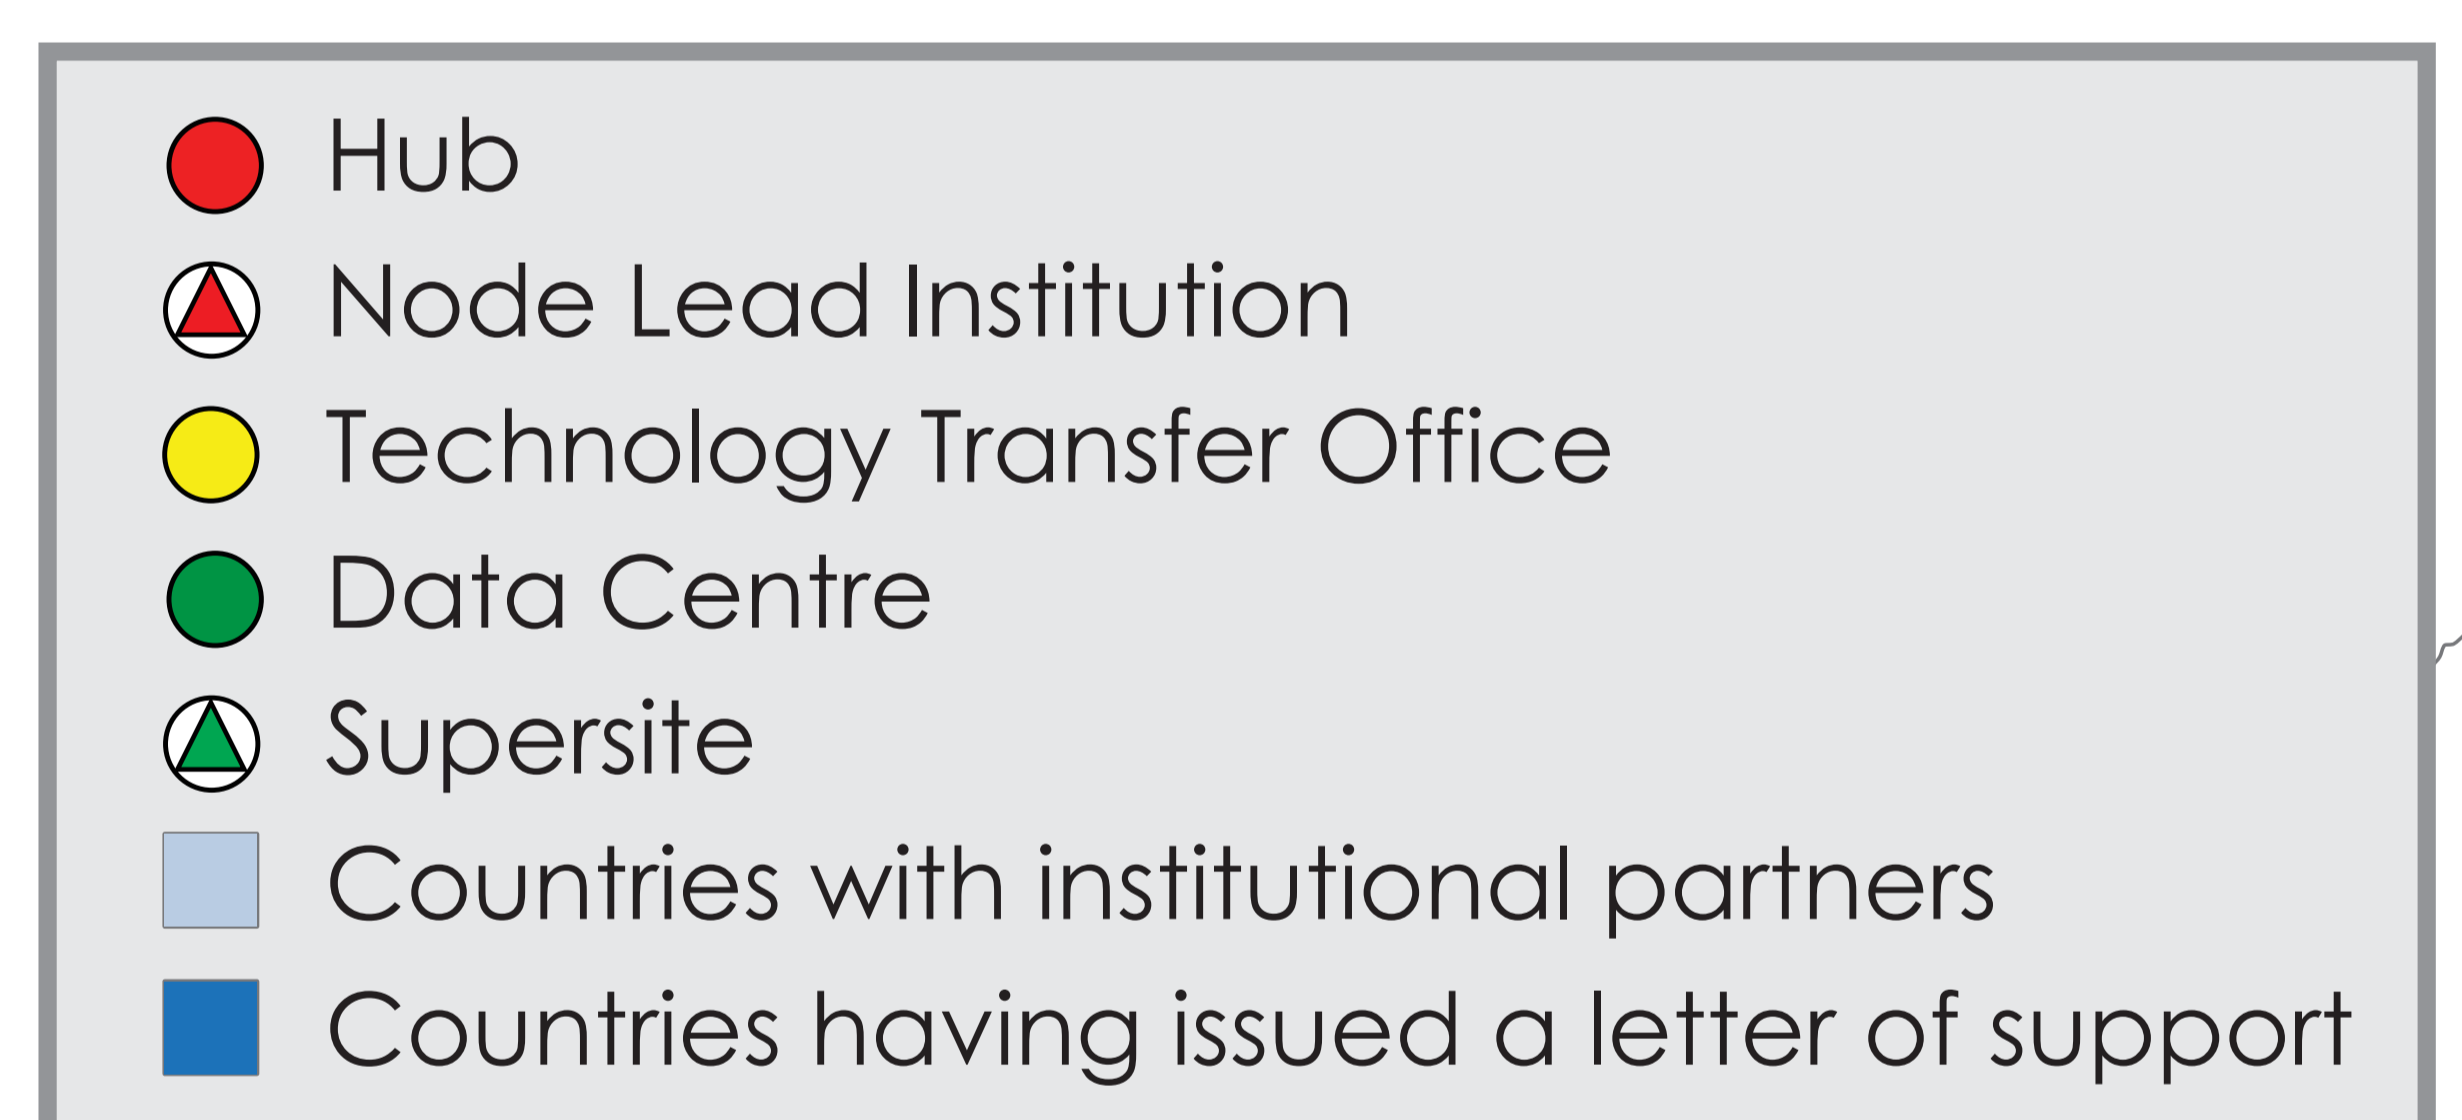 Hub
Node Lead Institution
Technology Transfer Office
Data Centre
Supersite
Countries with institutional partners
Countries having issued a letter of support